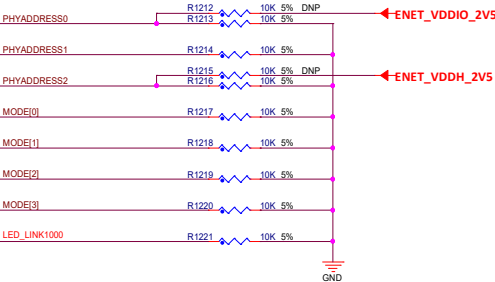 R1212 10K 5% DNP ENET_VDDIO_2V5
PHYADDRESS0 R1213 10K 5%
PHYADDRESS1 R1214 10K 5%
R1215 10K 5% DNP ENET_VDDH_2V5
PHYADDRESS2 R1216 10K 5%
MODE[0] R1217 10K 5%
MODE[1] R1218 10K 5%
MODE[2] R1219 10K 5%
MODE[3] R1220 10K 5%
LED_LINK1000 R1221 10K 5%
GND